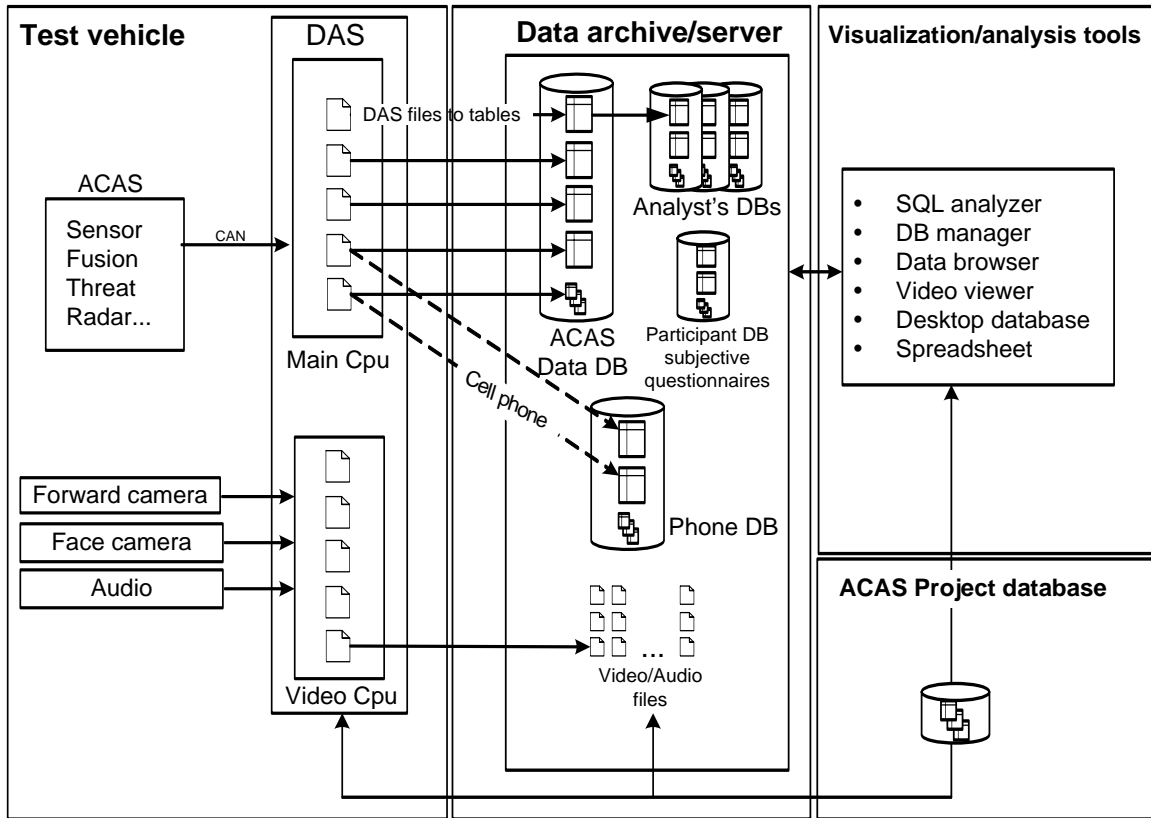 Test vehicle
DAS
ACAS
Sensor
Fusion
Threat
Radar...
CAN
Main Cpu
Forward camera
Face camera
Audio
Video Cpu
Data archive/server
DAS files to tables
Analyst's DBs
ACAS
Data DB
Participant DB
subjective
questionnaires
Cell phone
Phone DB
...
Video/Audio
files
Visualization/analysis tools
• SQL analyzer
• DB manager
• Data browser
• Video viewer
• Desktop database
• Spreadsheet
ACAS Project database